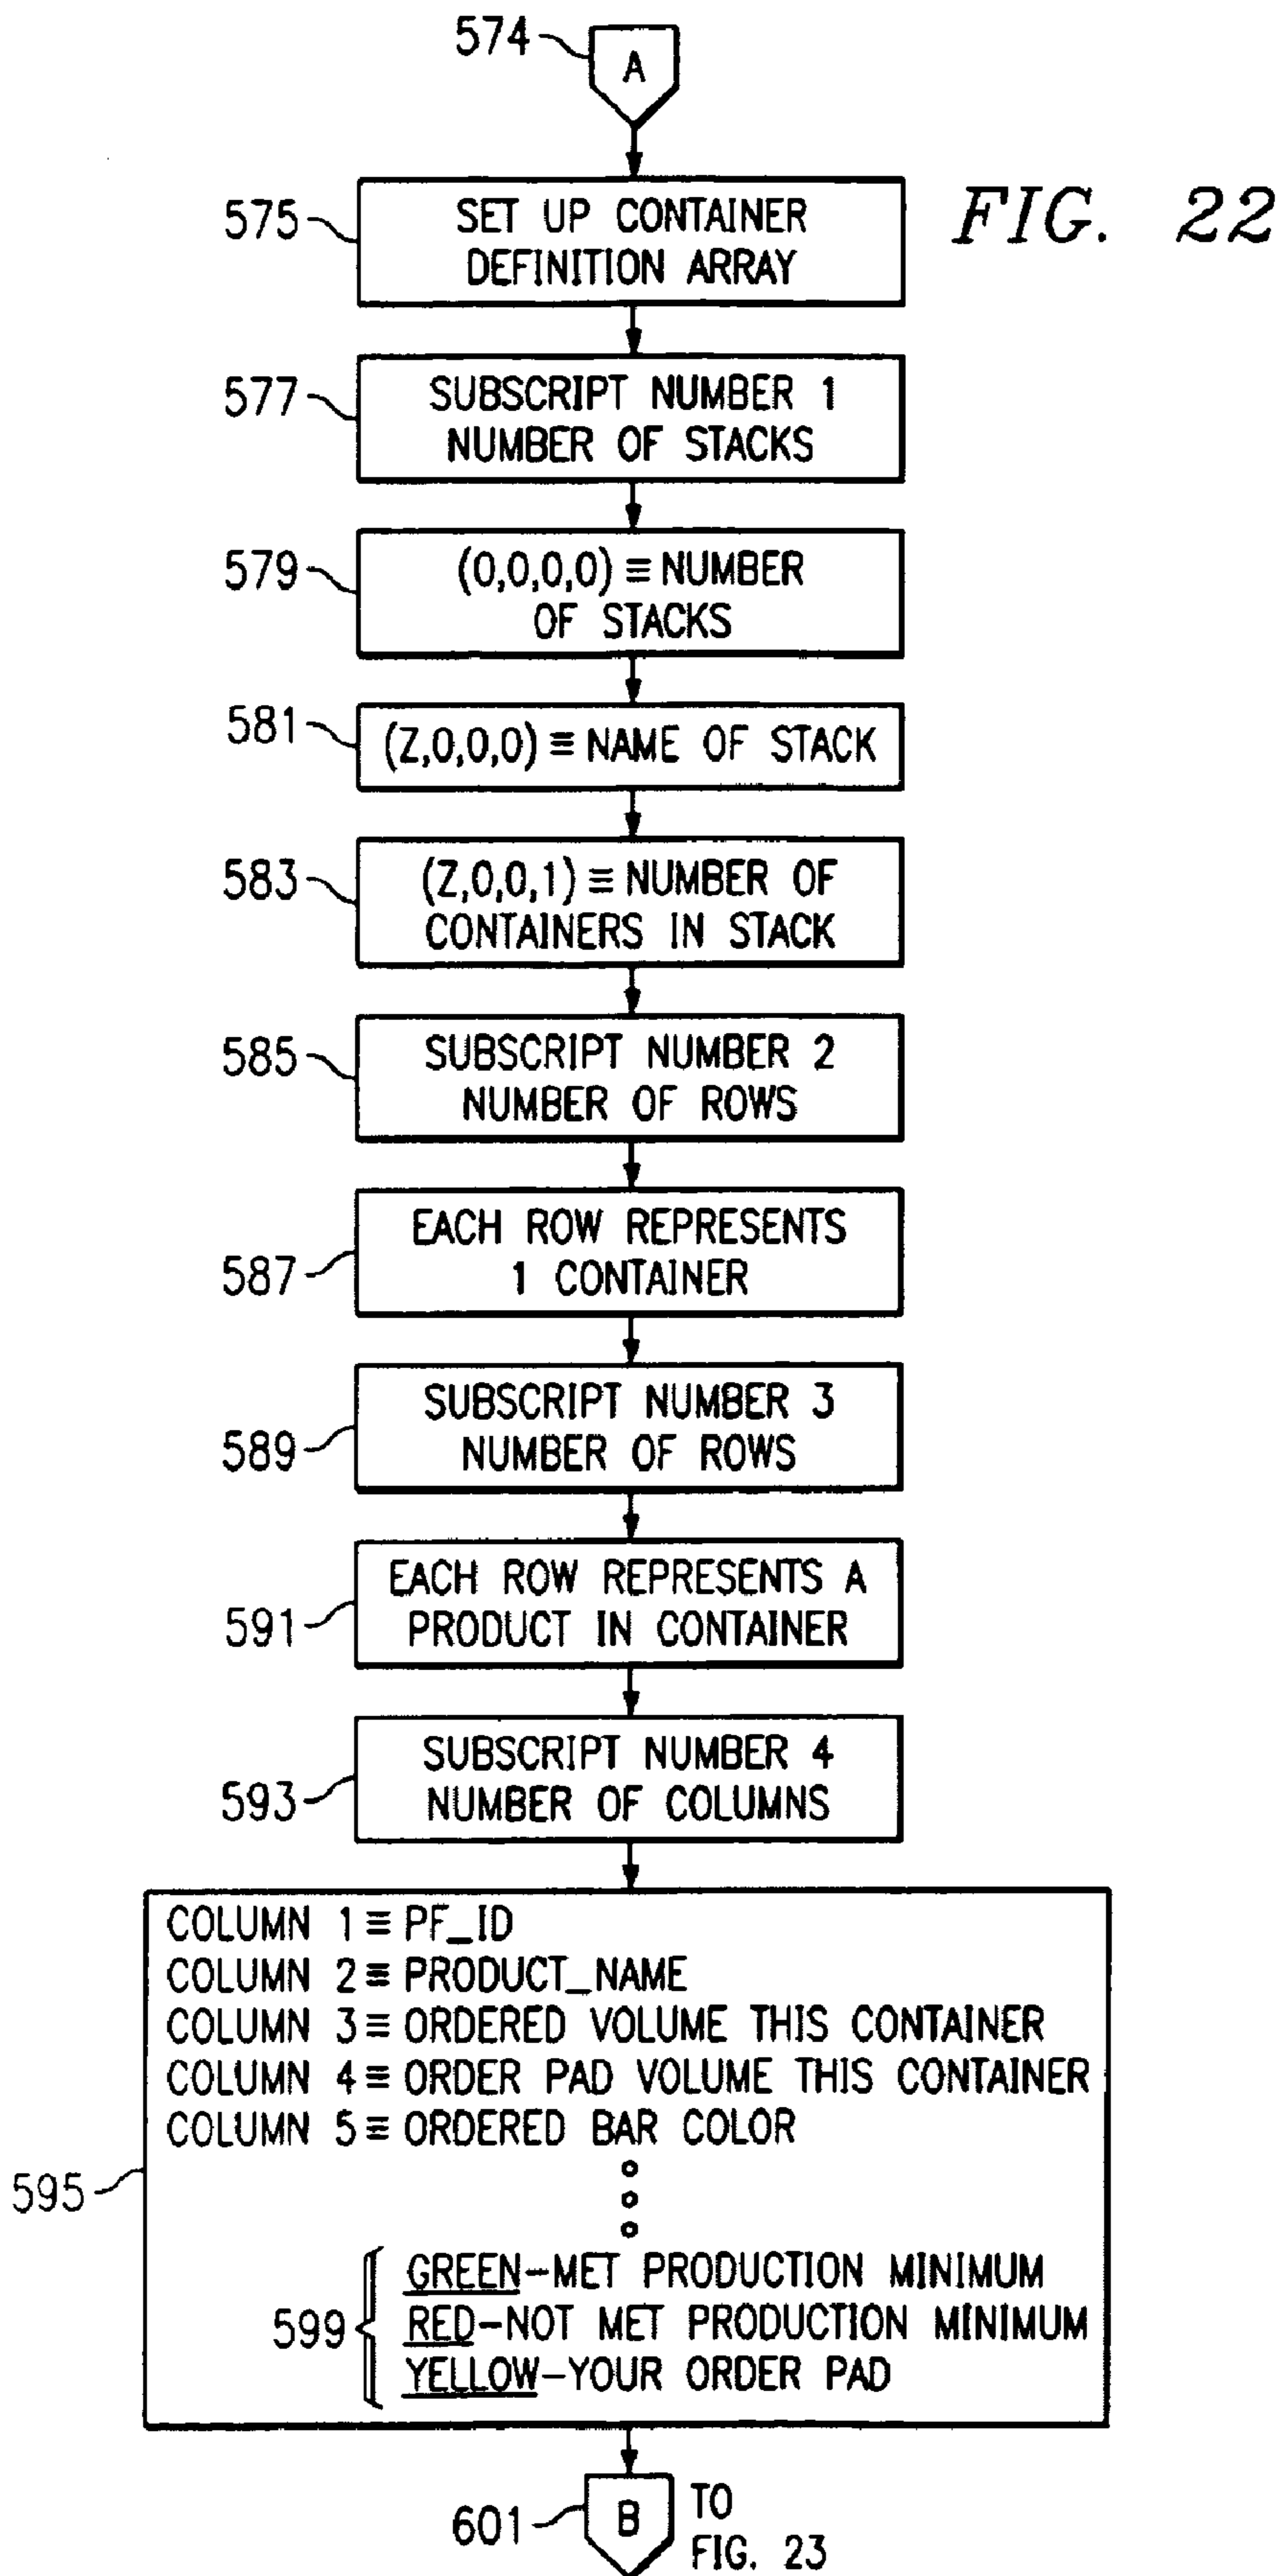 574
A
FIG. 22
575
SET UP CONTAINER
DEFINITION ARRAY
577
SUBSCRIPT NUMBER 1
NUMBER OF STACKS
579
(0,0,0,0) ≡ NUMBER
OF STACKS
581
(Z,0,0,0) ≡ NAME OF STACK
583
(Z,0,0,1) ≡ NUMBER OF
CONTAINERS IN STACK
585
SUBSCRIPT NUMBER 2
NUMBER OF ROWS
587
EACH ROW REPRESENTS
1 CONTAINER
589
SUBSCRIPT NUMBER 3
NUMBER OF ROWS
591
EACH ROW REPRESENTS A
PRODUCT IN CONTAINER
593
SUBSCRIPT NUMBER 4
NUMBER OF COLUMNS
595
COLUMN 1 ≡ PF_ID
COLUMN 2 ≡ PRODUCT_NAME
COLUMN 3 ≡ ORDERED VOLUME THIS CONTAINER
COLUMN 4 ≡ ORDER PAD VOLUME THIS CONTAINER
COLUMN 5 ≡ ORDERED BAR COLOR
599
GREEN-MET PRODUCTION MINIMUM
RED-NOT MET PRODUCTION MINIMUM
YELLOW-YOUR ORDER PAD
601
B
TO
FIG. 23